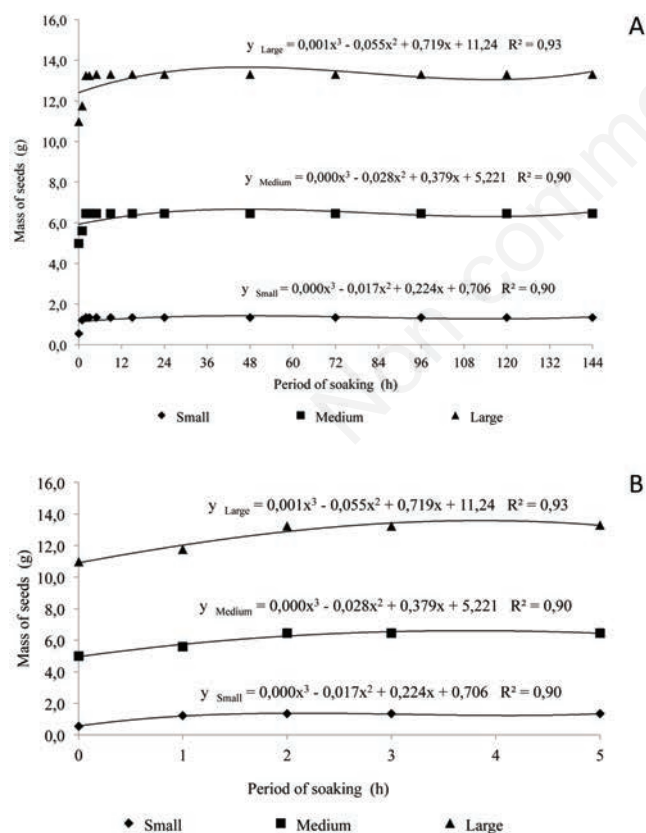 A
16,0
14,0
12,0
10,0
8,0
6,0
4,0
2,0
0,0
Mass of seeds (g)
y Large = 0,001x³ - 0,055x² + 0,719x + 11,24 R² = 0,93
y Medium = 0,000x³ - 0,028x² + 0,379x + 5,221 R² = 0,90
y Small = 0,000x³ - 0,017x² + 0,224x + 0,706 R² = 0,90
0 12 24 36 48 60 72 84 96 108 120 132 144
Period of soaking (h)
Small Medium Large
Non comme
B
16,0
14,0
12,0
10,0
8,0
6,0
4,0
2,0
0,0
Mass of seeds (g)
y Large = 0,001x³ - 0,055x² + 0,719x + 11,24 R² = 0,93
y Medium = 0,000x³ - 0,028x² + 0,379x + 5,221 R² = 0,90
y Small = 0,000x³ - 0,017x² + 0,224x + 0,706 R² = 0,90
0 1 2 3 4 5
Period of soaking (h)
Small Medium Large